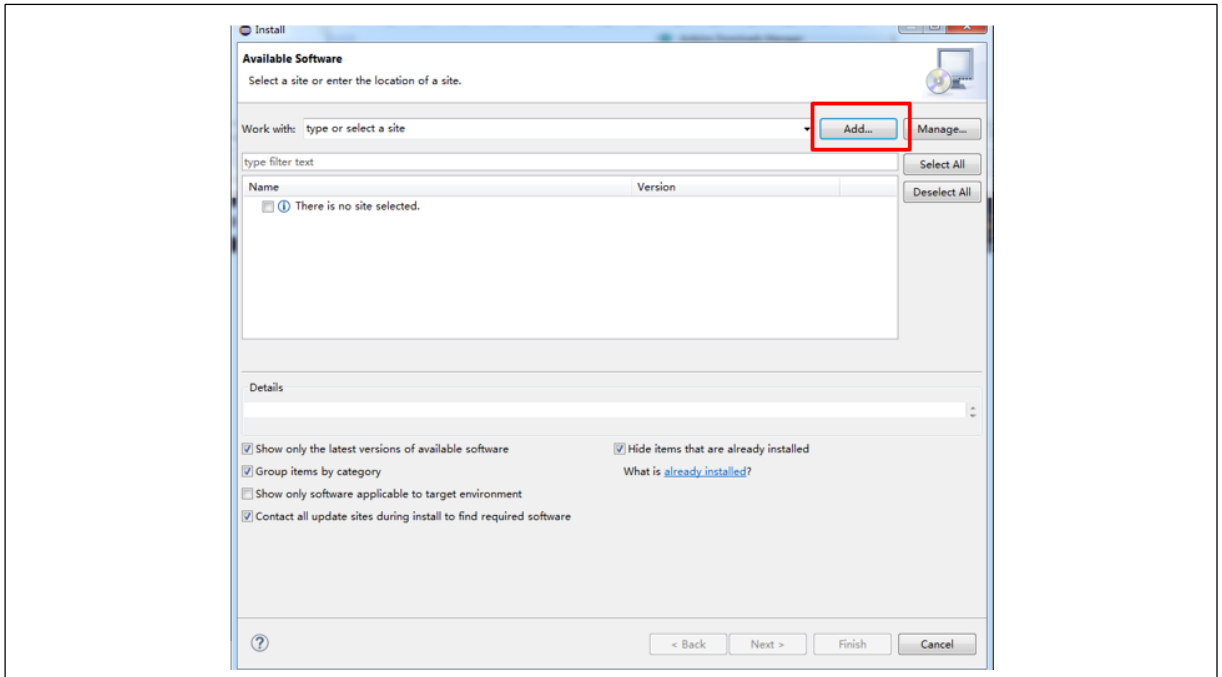 Install
Available Software
Select a site or enter the location of a site.
Work with: type or select a site
Add...
Manage...
type filter text
Select All
Name Version
Deselect All
There is no site selected.
Details
Show only the latest versions of available software
Hide items that are already installed
Group items by category
What is already installed?
Show only software applicable to target environment
Contact all update sites during install to find required software
? < Back Next > Finish Cancel